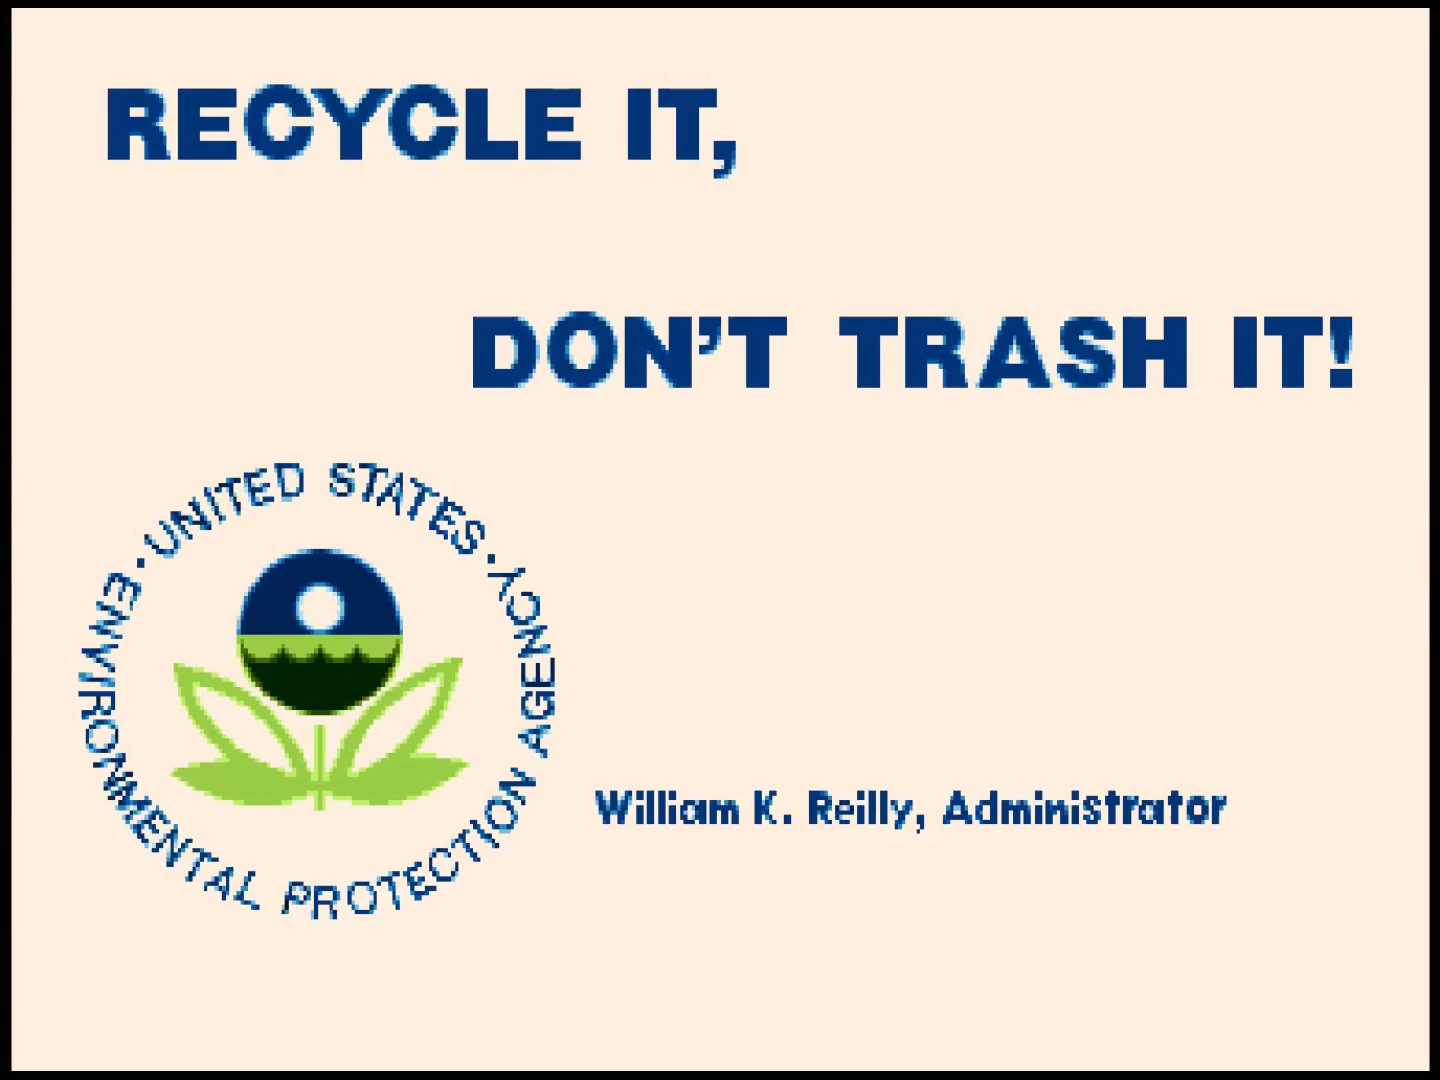 RECYCLE IT,
DON'T TRASH IT!
· UNITED STATES ·
ENVIRONMENTAL PROTECTION AGENCY
William K. Reilly, Administrator